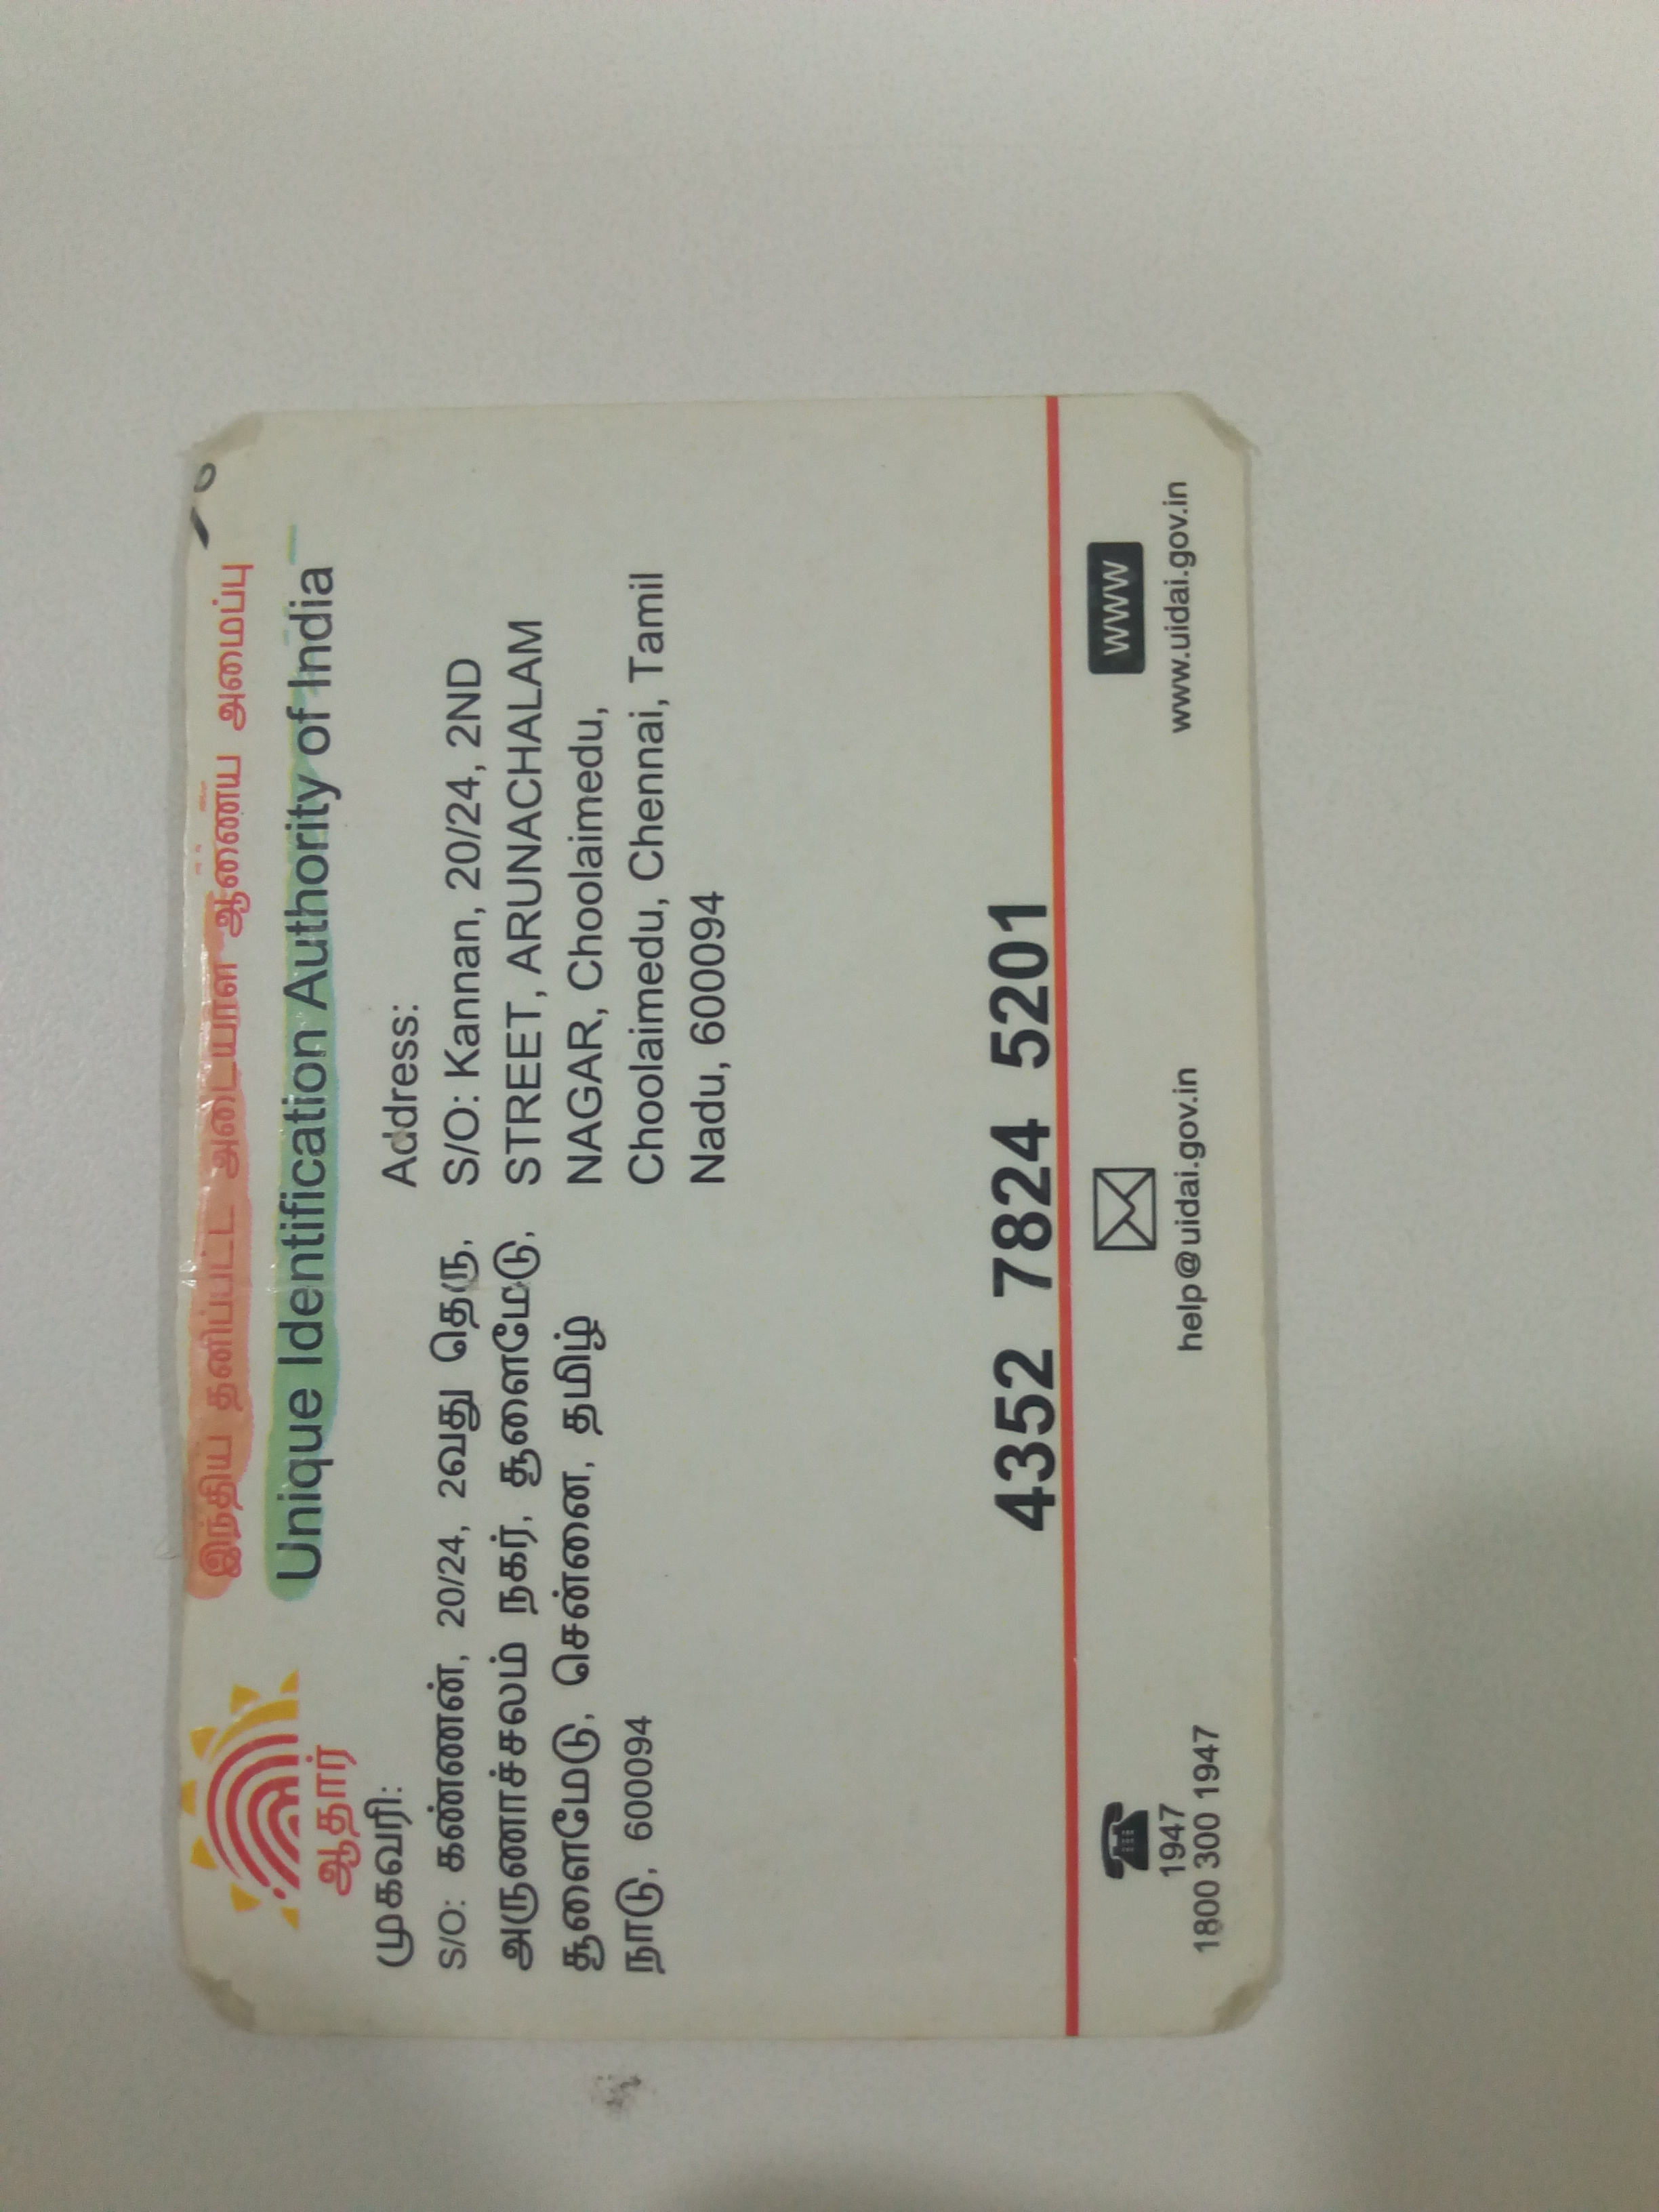 இந்திய தனிப்பட்ட அடையாள ஆணைய அமைப்பு
Unique Identification Authority of India
ஆதார்
முகவரி:
S/O: கண்ணன், 20/24, 2வது தெரு,
அருணாச்சலம் நகர், சூளைமேடு,
சூளைமேடு, சென்னை, தமிழ்
நாடு, 600094
Address:
S/O: Kannan, 20/24, 2ND
STREET, ARUNACHALAM
NAGAR, Choolaimedu,
Choolaimedu, Chennai, Tamil
Nadu, 600094
4352 7824 5201
1947
1800 300 1947
help@uidai.gov.in
WWW
www.uidai.gov.in